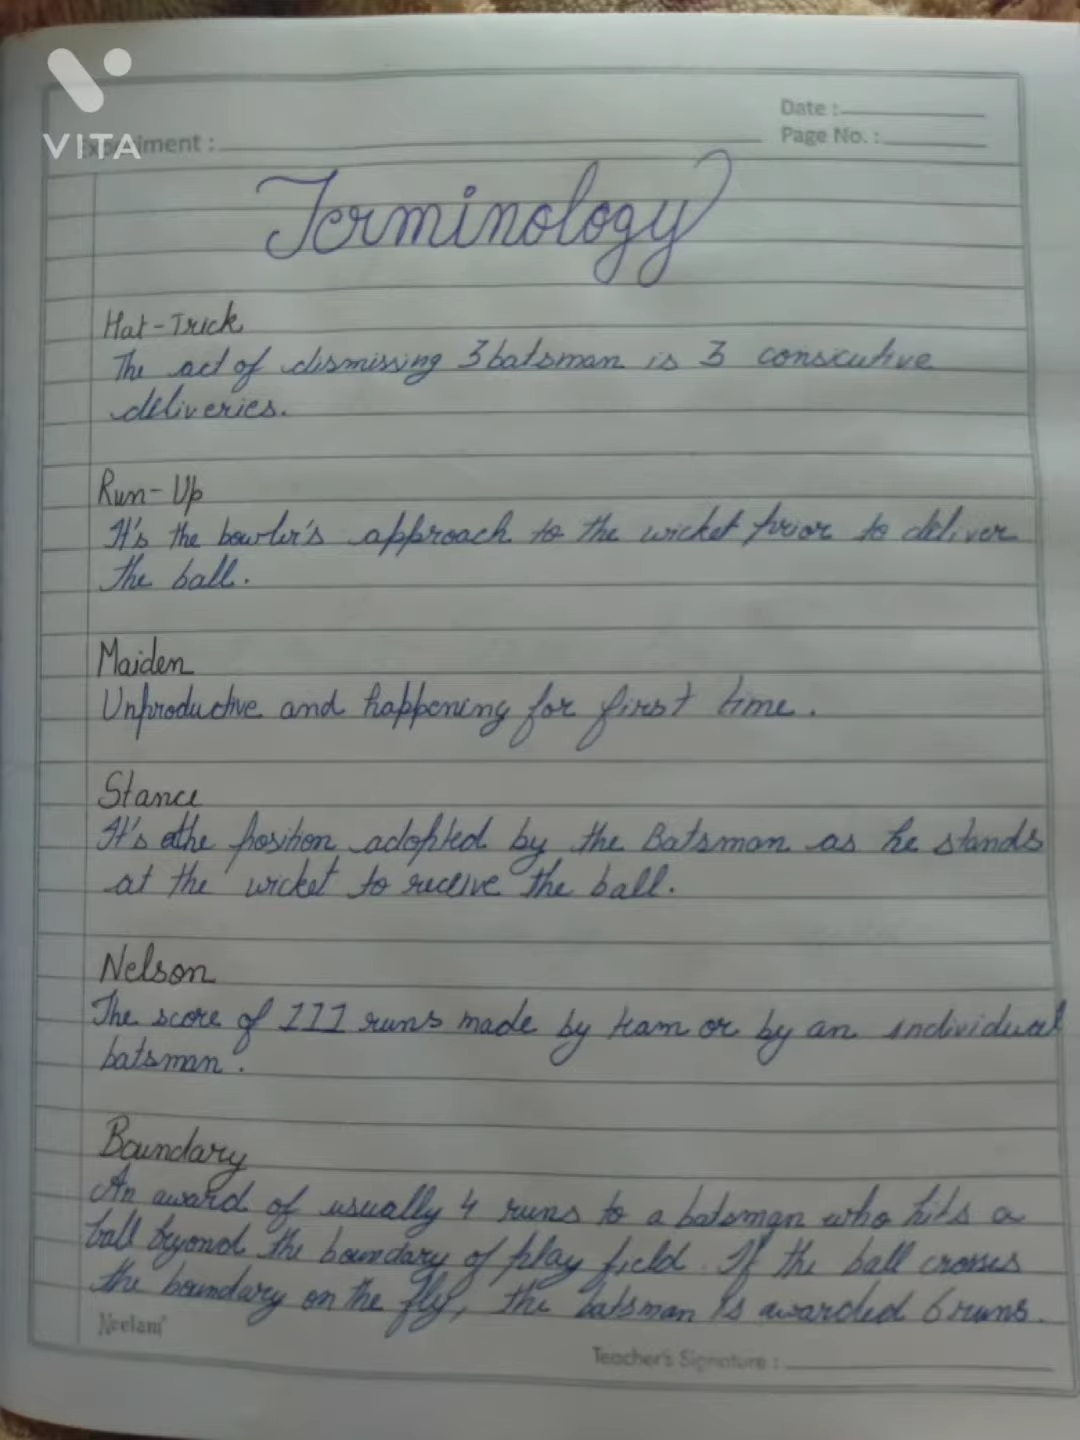 VITA
Date :
Experiment :
Page No. :
Terminology
Hat-Trick
The act of dismissing 3 batsman is 3 consecutive
deliveries.
Run-Up
It's the bowler's approach to the wicket prior to deliver
the ball.
Maiden
Unproductive and happening for first time.
Stance
It's the position adopted by the Batsman as he stands
at the wicket to receive the ball.
Nelson
The score of 111 runs made by team or by an individual
batsman.
Boundary
An award of usually 4 runs to a batsman who hits a
ball beyond the boundary of play field. If the ball crosses
the boundary on the fly, the batsman is awarded 6 runs.
Neelam
Teacher's Signature :